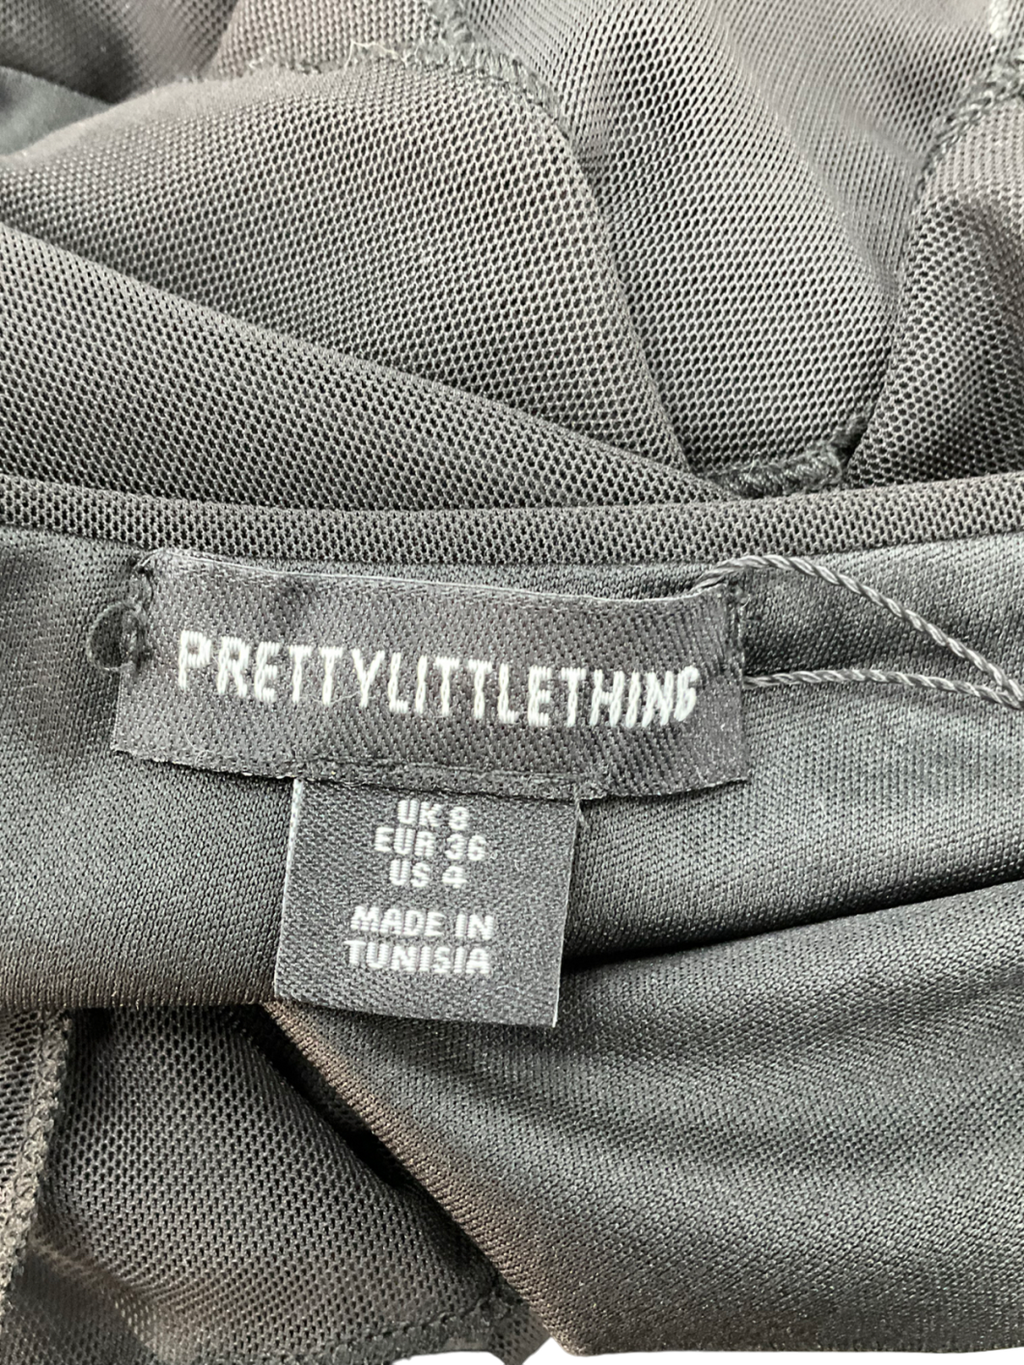 PRETTYLITTLETHING
UK 8
EUR 36
US 4
MADE IN
TUNISIA